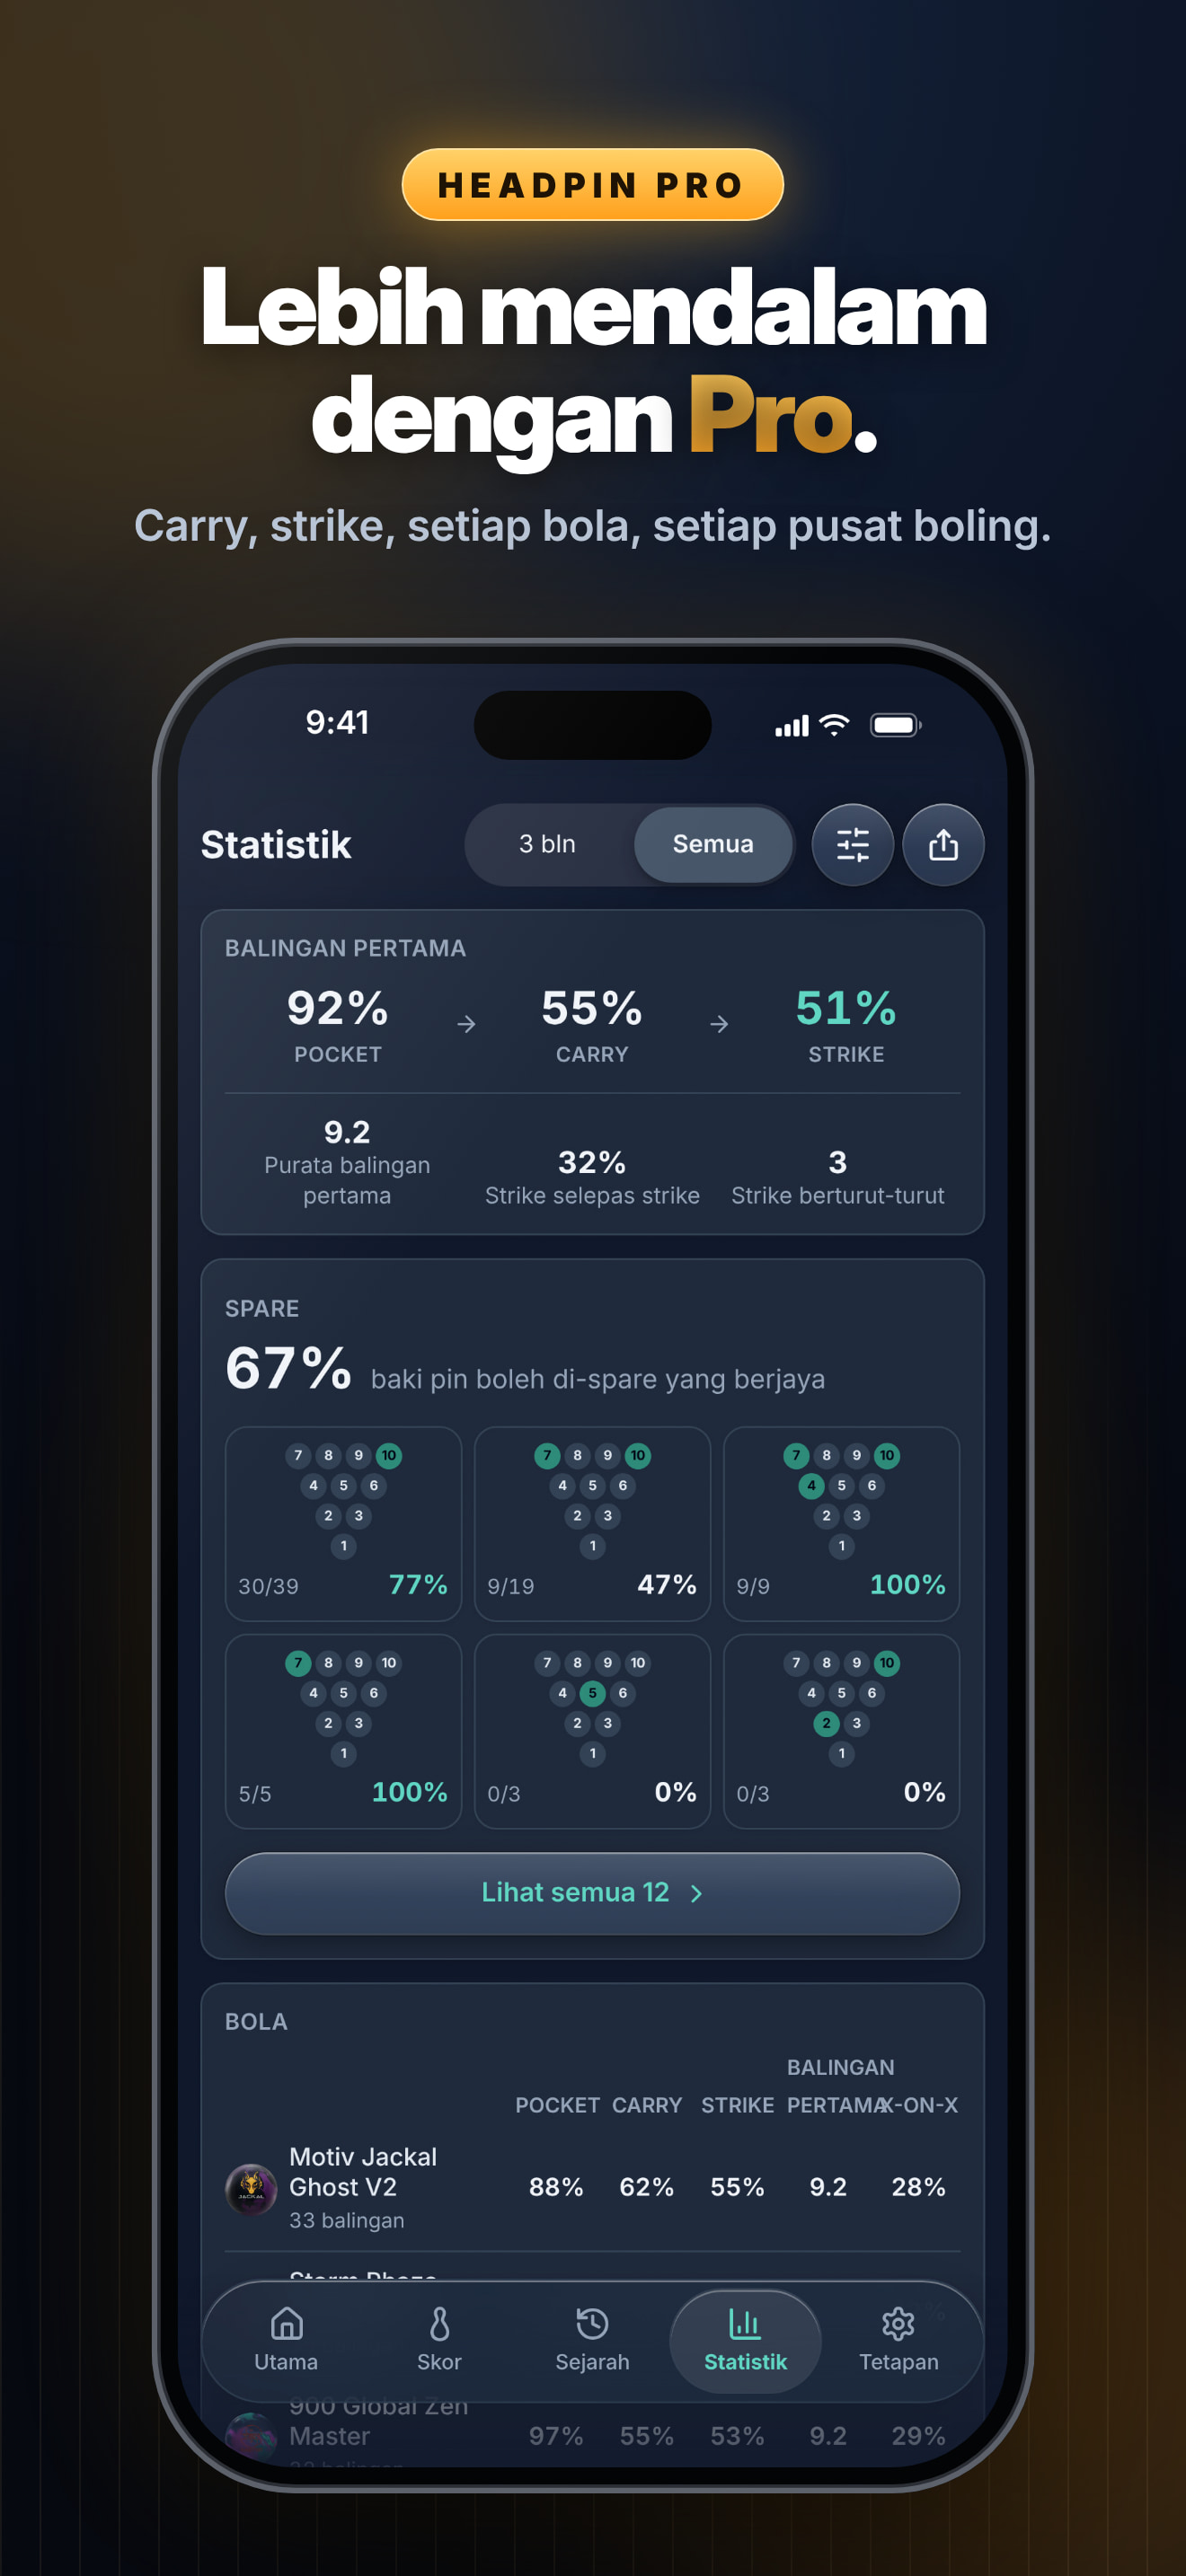 HEADPIN PRO
Lebih mendalam
dengan Pro.
Carry, strike, setiap bola, setiap pusat boling.
9:41
Statistik
3 bln
Semua
BALINGAN PERTAMA
92%
55%
51%
POCKET
CARRY
STRIKE
9.2
Purata balingan
pertama
32%
Strike selepas strike
3
Strike berturut-turut
SPARE
67% baki pin boleh di-spare yang berjaya
7 8 9 10
4 5 6
2 3
1
30/39 77%
7 8 9 10
4 5 6
2 3
1
9/19 47%
7 8 9 10
4 5 6
2 3
1
9/9 100%
7 8 9 10
4 5 6
2 3
1
5/5 100%
7 8 9 10
4 5 6
2 3
1
0/3 0%
7 8 9 10
4 5 6
2 3
1
0/3 0%
Lihat semua 12
BOLA
POCKET
CARRY
STRIKE
BALINGAN
PERTAMA
X-ON-X
JACKAL
Motiv Jackal
Ghost V2
33 balingan
88% 62% 55% 9.2 28%
Utama
Skor
Sejarah
Statistik
Tetapan
900 Global Zen
Master
97% 55% 53% 9.2 29%